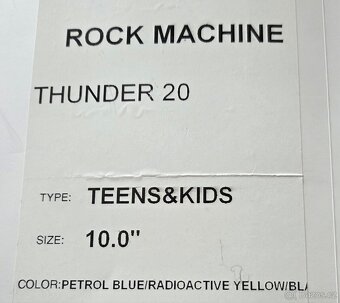 ROCK MACHINE
THUNDER 20
TYPE: TEENS&KIDS
SIZE: 10.0"
COLOR:PETROL BLUE/RADIOACTIVE YELLOW/BLA